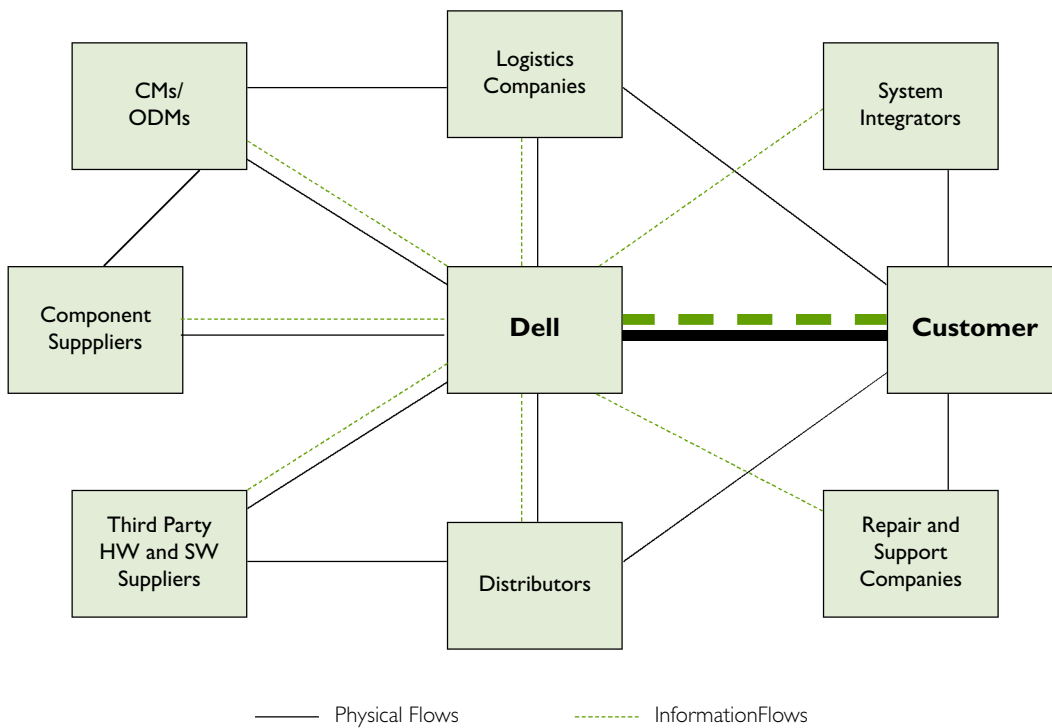 Logistics
Companies
CMs/
ODMs
System
Integrators
Component
Supppliers
Dell
Customer
Third Party
HW and SW
Suppliers
Distributors
Repair and
Support
Companies
Physical Flows
InformationFlows